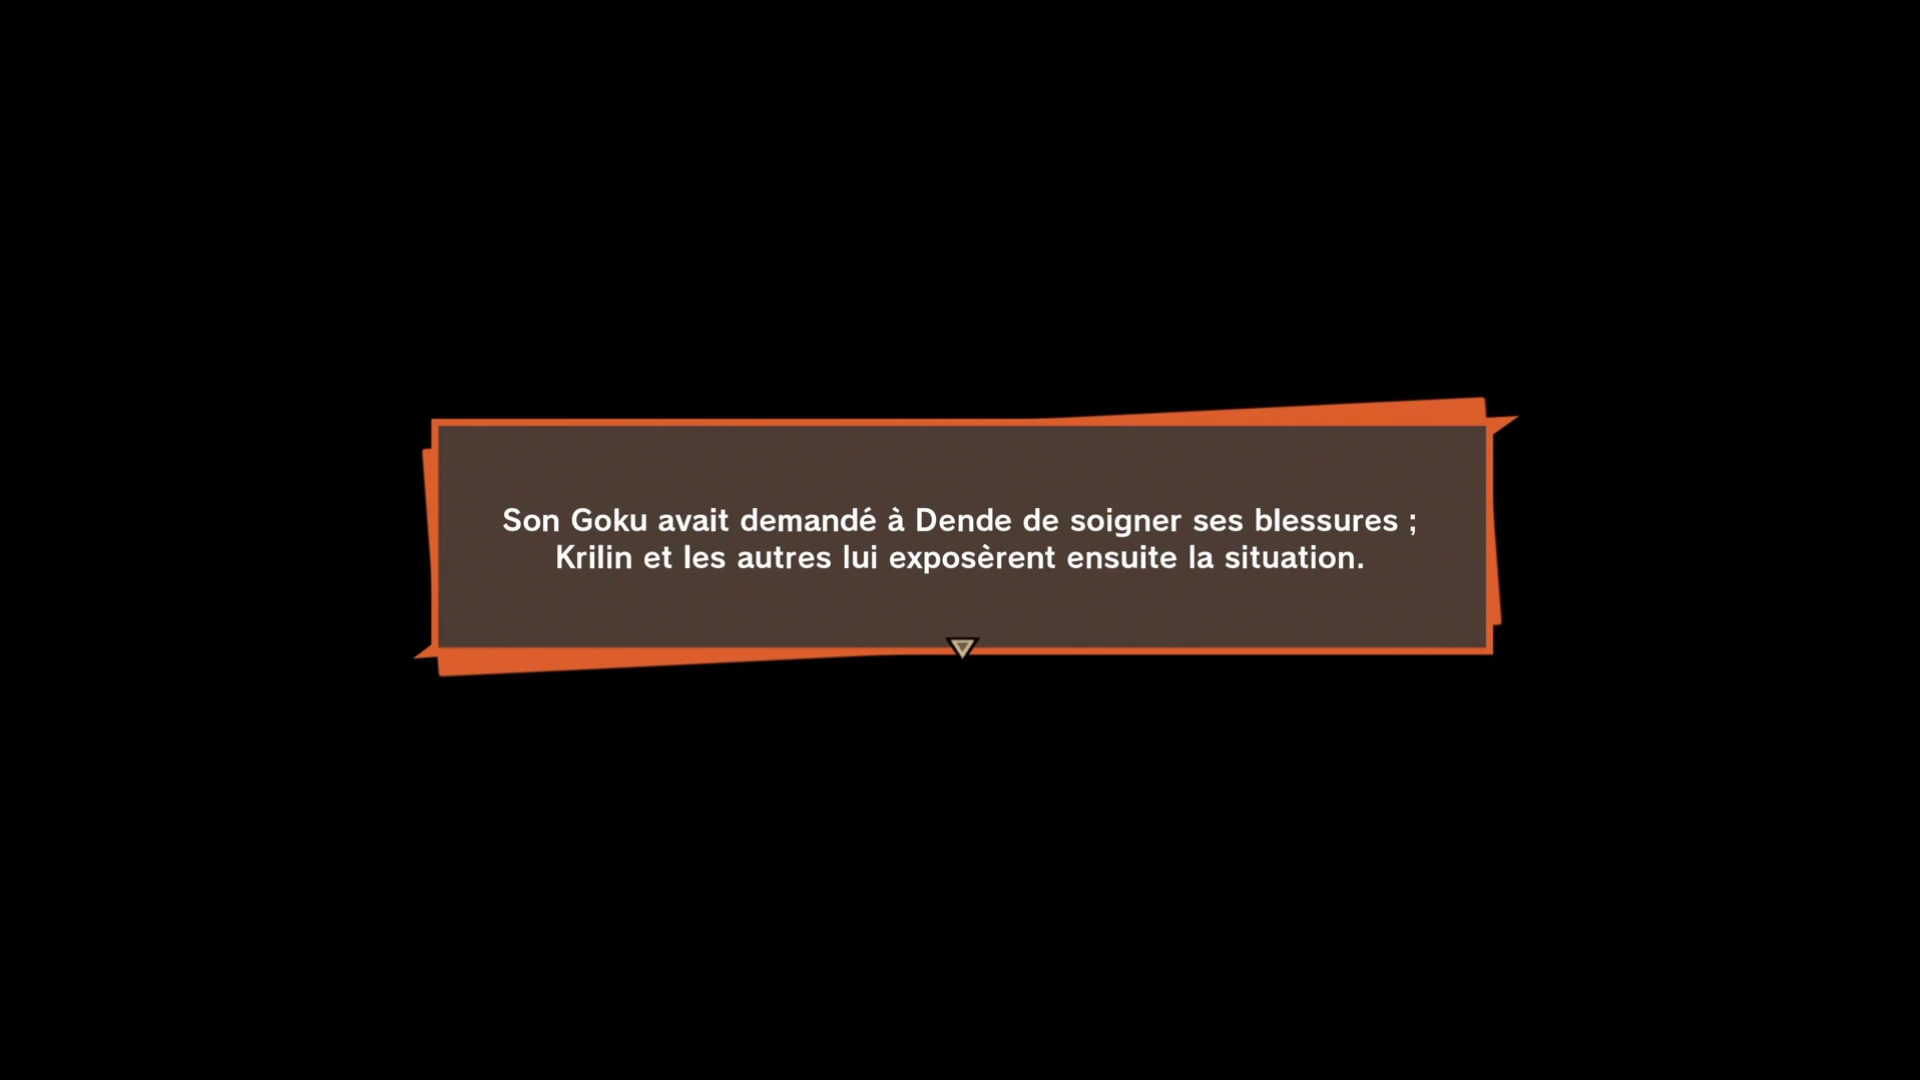 Son Goku avait demandé à Dende de soigner ses blessures ;
Krilin et les autres lui exposèrent ensuite la situation.